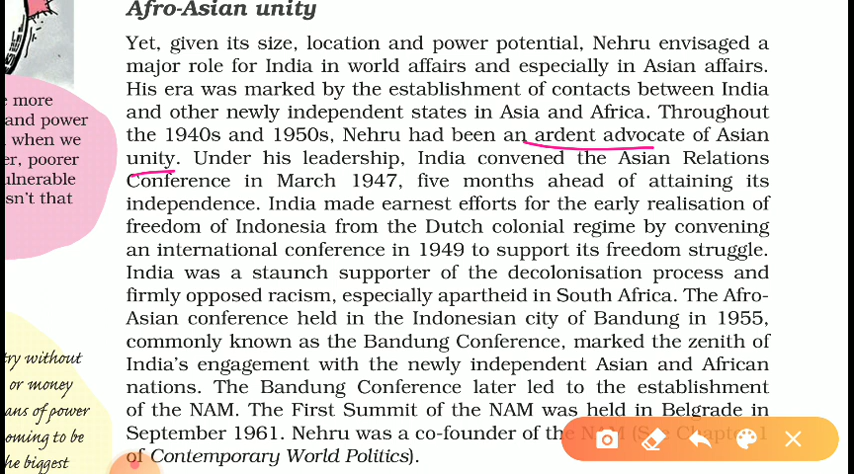 Afro-Asian unity
Yet, given its size, location and power potential, Nehru envisaged a
major role for India in world affairs and especially in Asian affairs.
His era was marked by the establishment of contacts between India
and other newly independent states in Asia and Africa. Throughout
the 1940s and 1950s, Nehru had been an ardent advocate of Asian
unity. Under his leadership, India convened the Asian Relations
Conference in March 1947, five months ahead of attaining its
independence. India made earnest efforts for the early realisation of
freedom of Indonesia from the Dutch colonial regime by convening
an international conference in 1949 to support its freedom struggle.
India was a staunch supporter of the decolonisation process and
firmly opposed racism, especially apartheid in South Africa. The Afro-
Asian conference held in the Indonesian city of Bandung in 1955,
commonly known as the Bandung Conference, marked the zenith of
India's engagement with the newly independent Asian and African
nations. The Bandung Conference later led to the establishment
of the NAM. The First Summit of the NAM was held in Belgrade in
September 1961. Nehru was a co-founder of the NAM (See Chapter 1
of Contemporary World Politics).
more
and power
when we
er, poorer
ulnerable
sn't that
try without
or money
ans of power
oming to be
he biggest